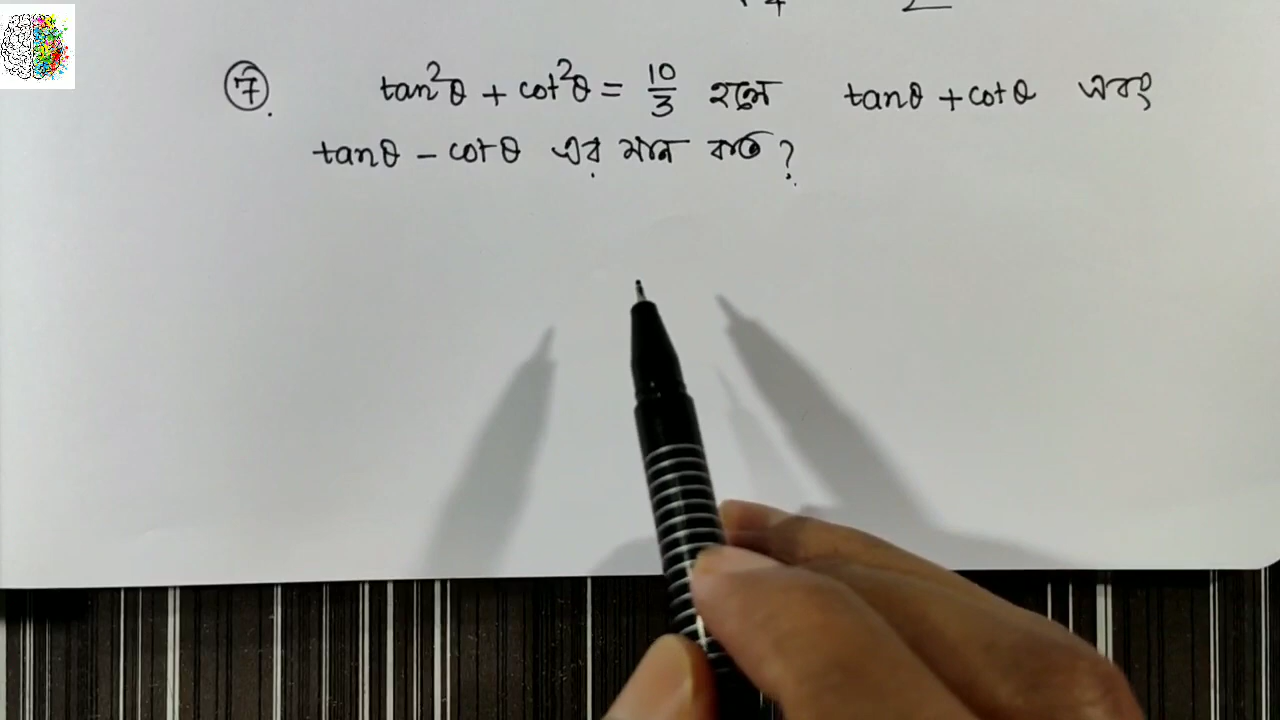 ⑦. tan²θ + cot²θ = 10/3 হলে tanθ + cotθ এবং
tanθ − cotθ এর মান কত?